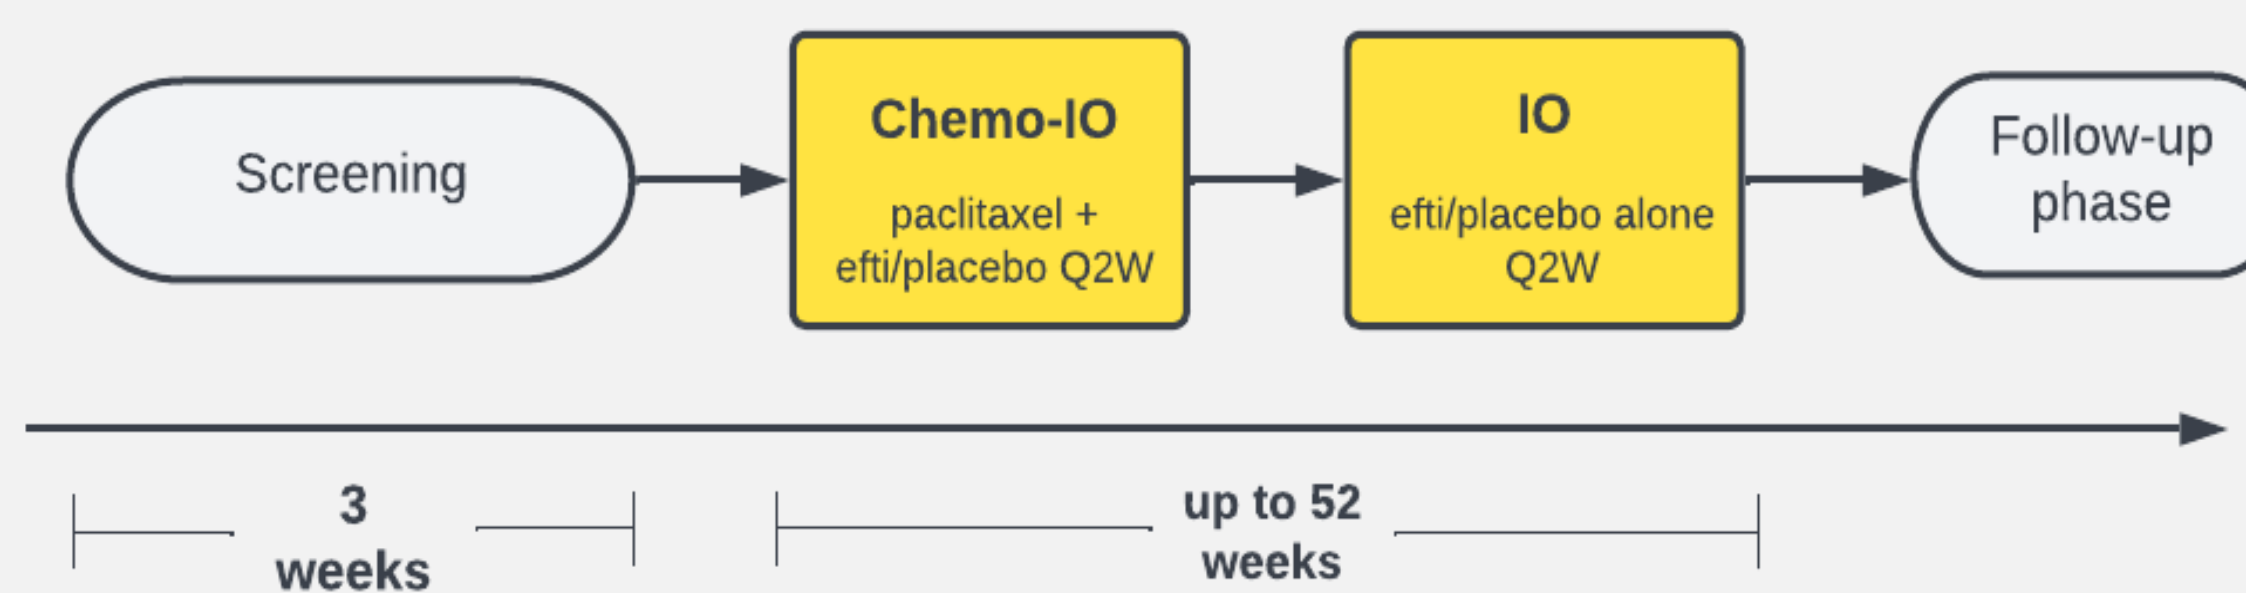 Screening
Chemo-IO
paclitaxel +
efti/placebo Q2W
IO
efti/placebo alone
Q2W
Follow-up
phase
3
weeks
up to 52
weeks